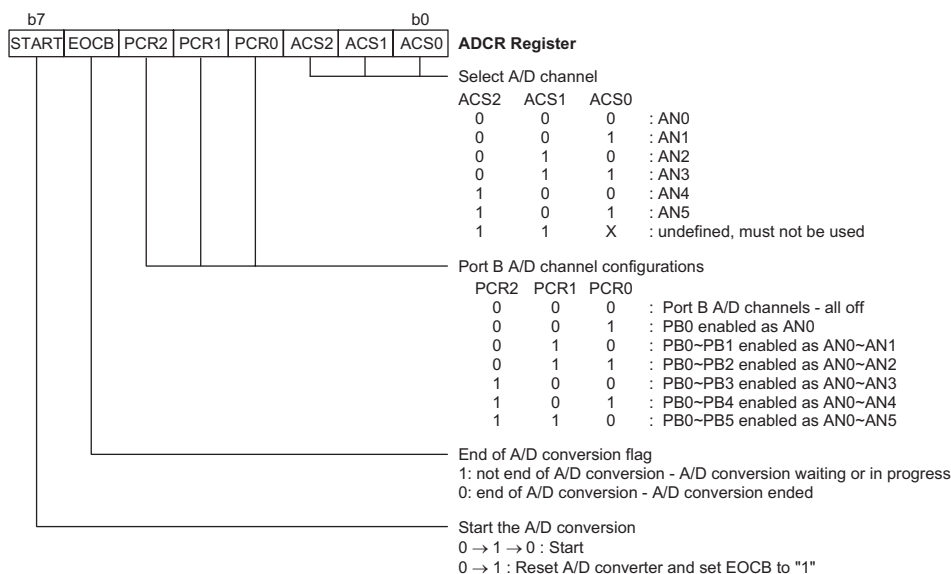 b7 b0
START EOCB PCR2 PCR1 PCR0 ACS2 ACS1 ACS0 ADCR Register
Select A/D channel
ACS2 ACS1 ACS0
0 0 0 : AN0
0 0 1 : AN1
0 1 0 : AN2
0 1 1 : AN3
1 0 0 : AN4
1 0 1 : AN5
1 1 X : undefined, must not be used
Port B A/D channel configurations
PCR2 PCR1 PCR0
0 0 0 : Port B A/D channels - all off
0 0 1 : PB0 enabled as AN0
0 1 0 : PB0~PB1 enabled as AN0~AN1
0 1 1 : PB0~PB2 enabled as AN0~AN2
1 0 0 : PB0~PB3 enabled as AN0~AN3
1 0 1 : PB0~PB4 enabled as AN0~AN4
1 1 0 : PB0~PB5 enabled as AN0~AN5
End of A/D conversion flag
1: not end of A/D conversion - A/D conversion waiting or in progress
0: end of A/D conversion - A/D conversion ended
Start the A/D conversion
0 → 1 → 0 : Start
0 → 1 : Reset A/D converter and set EOCB to "1"